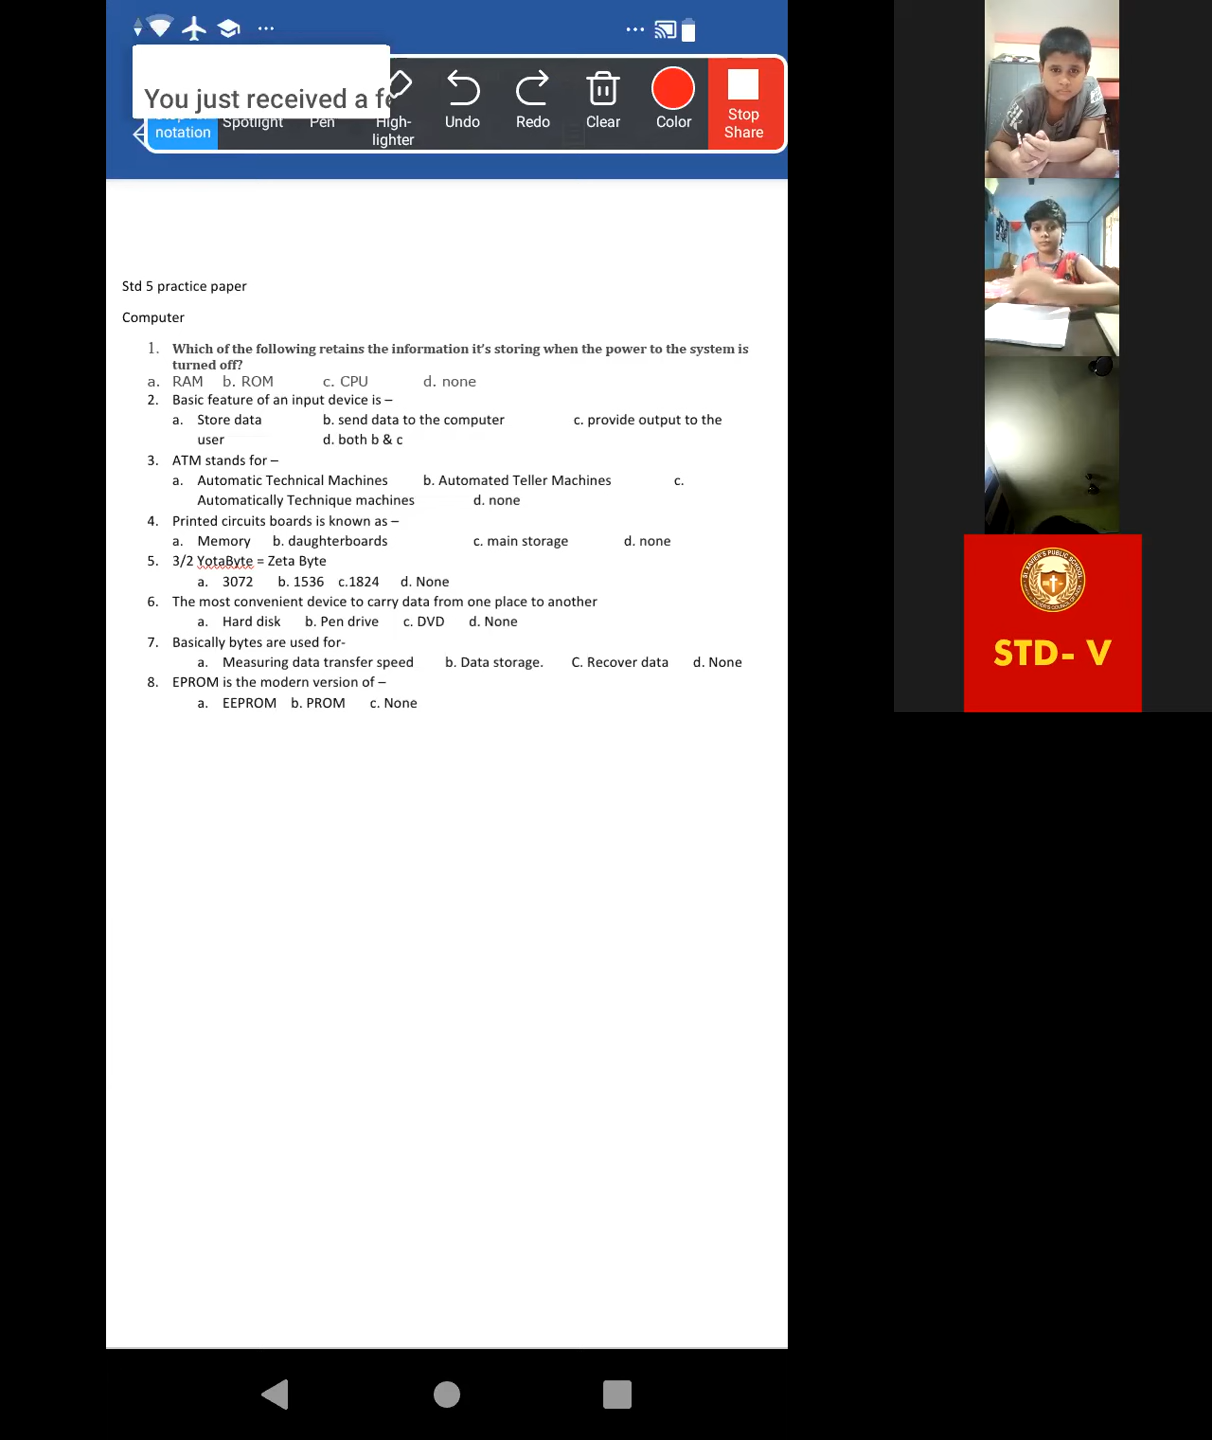 You just received a fe
notation
Spotlight
Pen
High-
lighter
Undo
Redo
Clear
Color
Stop
Share
Std 5 practice paper
Computer
1. Which of the following retains the information it's storing when the power to the system is
turned off?
a. RAM b. ROM c. CPU d. none
2. Basic feature of an input device is –
a. Store data b. send data to the computer c. provide output to the
user d. both b & c
3. ATM stands for –
a. Automatic Technical Machines b. Automated Teller Machines c.
Automatically Technique machines d. none
4. Printed circuits boards is known as –
a. Memory b. daughterboards c. main storage d. none
5. 3/2 YotaByte = Zeta Byte
a. 3072 b. 1536 c.1824 d. None
6. The most convenient device to carry data from one place to another
a. Hard disk b. Pen drive c. DVD d. None
7. Basically bytes are used for-
a. Measuring data transfer speed b. Data storage. C. Recover data d. None
8. EPROM is the modern version of –
a. EEPROM b. PROM c. None
STD- V